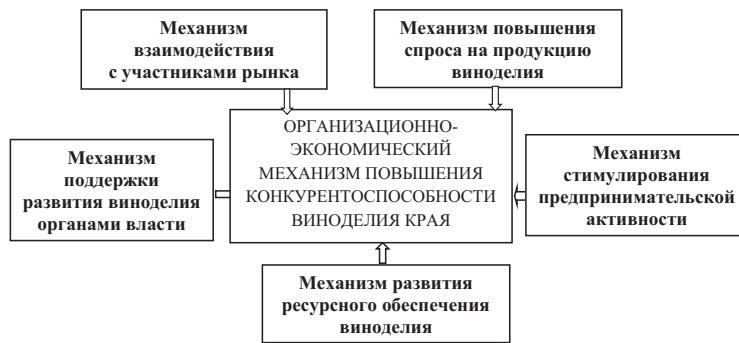 Механизм
взаимодействия
с участниками рынка
Механизм повышения
спроса на продукцию
виноделия
Механизм
поддержки
развития виноделия
органами власти
ОРГАНИЗАЦИОННО-
ЭКОНОМИЧЕСКИЙ
МЕХАНИЗМ ПОВЫШЕНИЯ
КОНКУРЕНТОСПОСОБНОСТИ
ВИНОДЕЛИЯ КРАЯ
Механизм
стимулирования
предпринимательской
активности
Механизм развития
ресурсного обеспечения
виноделия